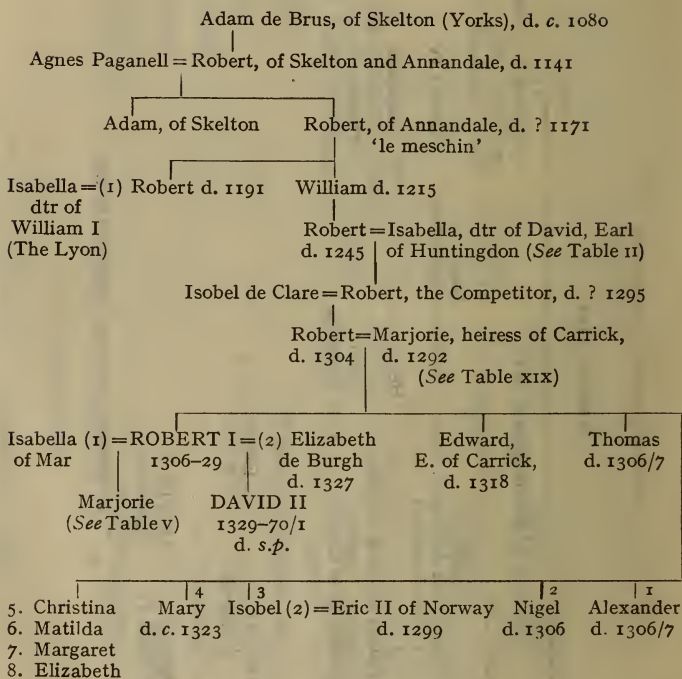 Adam de Brus, of Skelton (Yorks), d. c. 1080
Agnes Paganell = Robert, of Skelton and Annandale, d. 1141
Adam, of Skelton Robert, of Annandale, d. ? 1171
'le meschin'
Isabella = (1) Robert d. 1191 William d. 1215
dtr of
William I
(The Lyon)
Robert = Isabella, dtr of David, Earl
d. 1245 of Huntingdon (See Table II)
Isobel de Clare = Robert, the Competitor, d. ? 1295
Robert = Marjorie, heiress of Carrick,
d. 1304 d. 1292
(See Table XIX)
Isabella (1) = ROBERT I = (2) Elizabeth Edward, Thomas
of Mar 1306–29 de Burgh E. of Carrick, d. 1306/7
d. 1327 d. 1318
Marjorie DAVID II
(See Table V) 1329–70/1
d. s.p.
4 3 2 1
5. Christina Mary Isobel (2) = Eric II of Norway Nigel Alexander
6. Matilda d. c. 1323 d. 1299 d. 1306 d. 1306/7
7. Margaret
8. Elizabeth